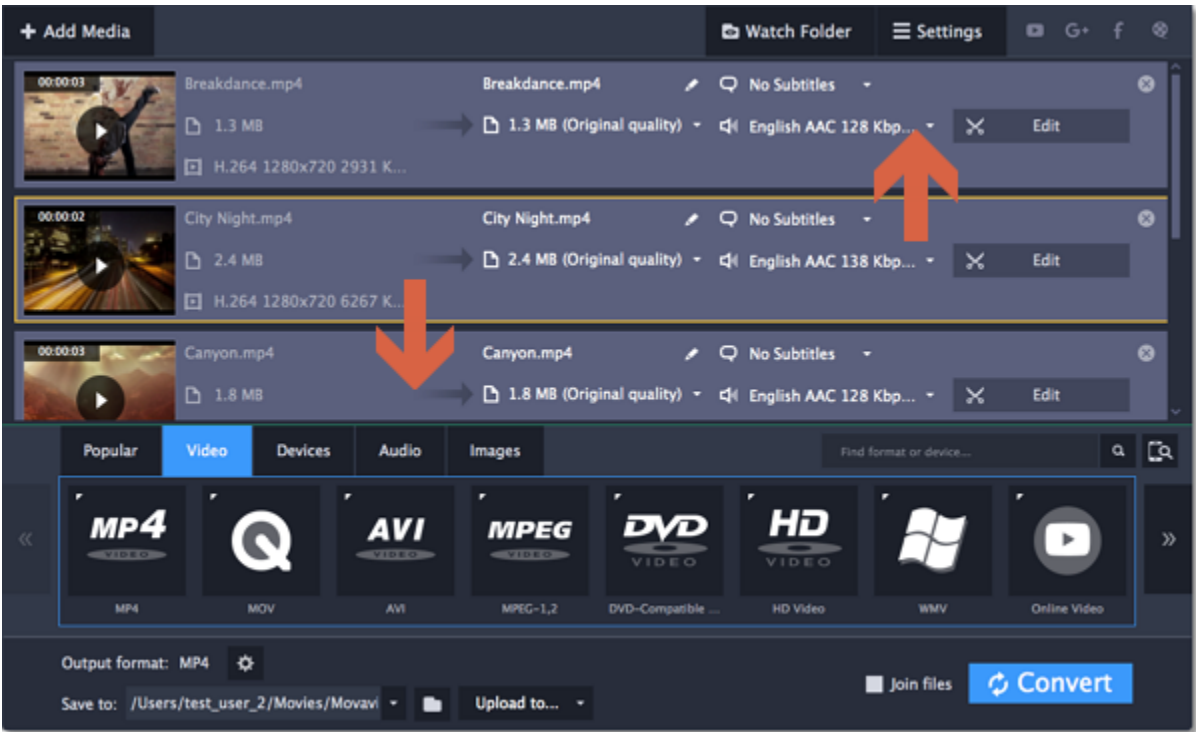 + Add Media
Watch Folder
Settings
G+
f
00:00:03
Breakdance.mp4
Breakdance.mp4
No Subtitles
1.3 MB
1.3 MB (Original quality)
English AAC 128 Kbp...
Edit
H.264 1280x720 2931 K...
00:00:02
City Night.mp4
City Night.mp4
No Subtitles
2.4 MB
2.4 MB (Original quality)
English AAC 138 Kbp...
Edit
H.264 1280x720 6267 K...
00:00:03
Canyon.mp4
Canyon.mp4
No Subtitles
1.8 MB
1.8 MB (Original quality)
English AAC 128 Kbp...
Edit
Popular
Video
Devices
Audio
Images
Find format or device...
«
MP4
VIDEO
AVI
VIDEO
MPEG
VIDEO
DVD
VIDEO
HD
VIDEO
»
MP4
MOV
AVI
MPEG-1,2
DVD-Compatible ...
HD Video
WMV
Online Video
Output format: MP4
Save to: /Users/test_user_2/Movies/Movavi
Upload to...
Join files
Convert